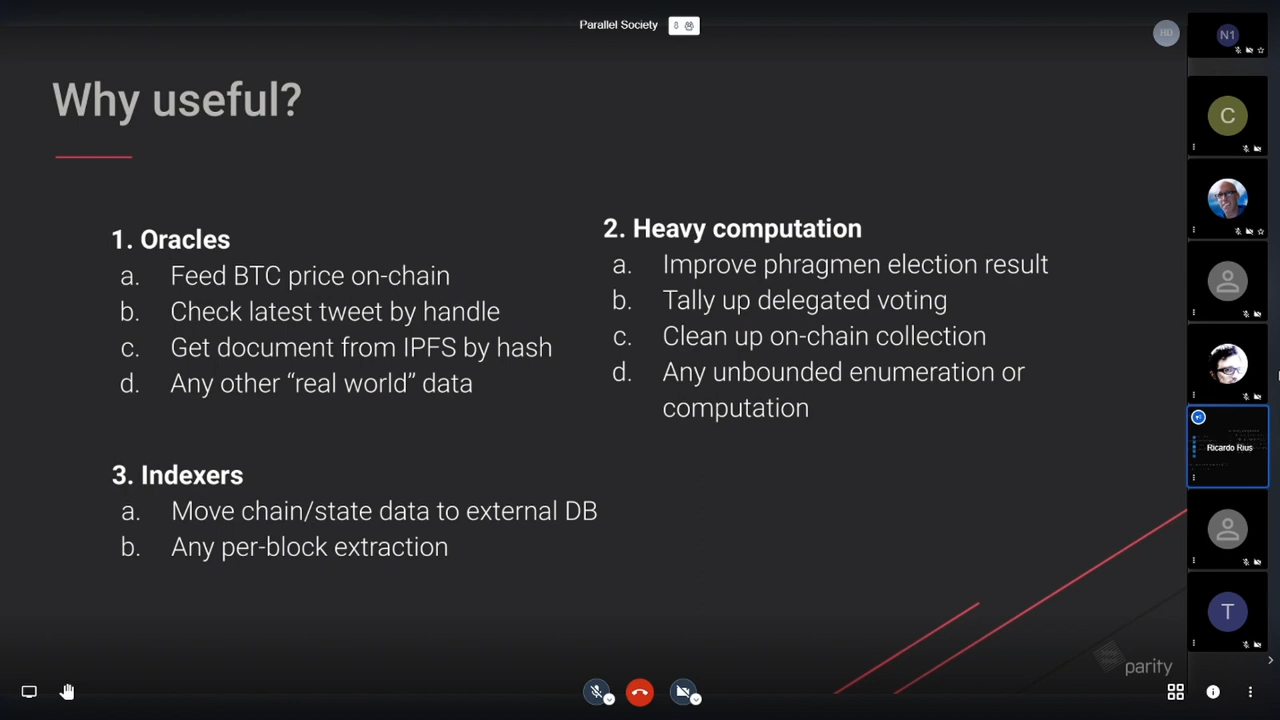 Parallel Society 8
HD
N1
Why useful?
C
1. Oracles
a. Feed BTC price on-chain
b. Check latest tweet by handle
c. Get document from IPFS by hash
d. Any other “real world” data
2. Heavy computation
a. Improve phragmen election result
b. Tally up delegated voting
c. Clean up on-chain collection
d. Any unbounded enumeration or
computation
Ricardo Rius
3. Indexers
a. Move chain/state data to external DB
b. Any per-block extraction
T
parity